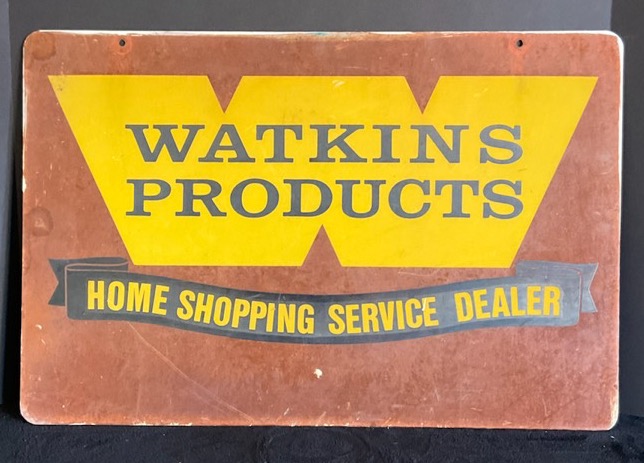 WATKINS
PRODUCTS
HOME SHOPPING SERVICE DEALER